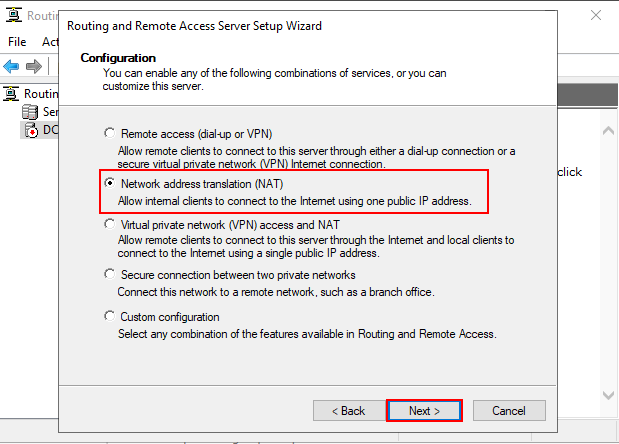 Routin
Routing and Remote Access Server Setup Wizard
File
Act
Configuration
You can enable any of the following combinations of services, or you can
customize this server.
Routin
Ser
DC
Remote access (dial-up or VPN)
Allow remote clients to connect to this server through either a dial-up connection or a
secure virtual private network (VPN) Internet connection.
click
Network address translation (NAT)
Allow internal clients to connect to the Internet using one public IP address.
Virtual private network (VPN) access and NAT
Allow remote clients to connect to this server through the Internet and local clients to
connect to the Internet using a single public IP address.
Secure connection between two private networks
Connect this network to a remote network, such as a branch office.
Custom configuration
Select any combination of the features available in Routing and Remote Access.
< Back
Next >
Cancel